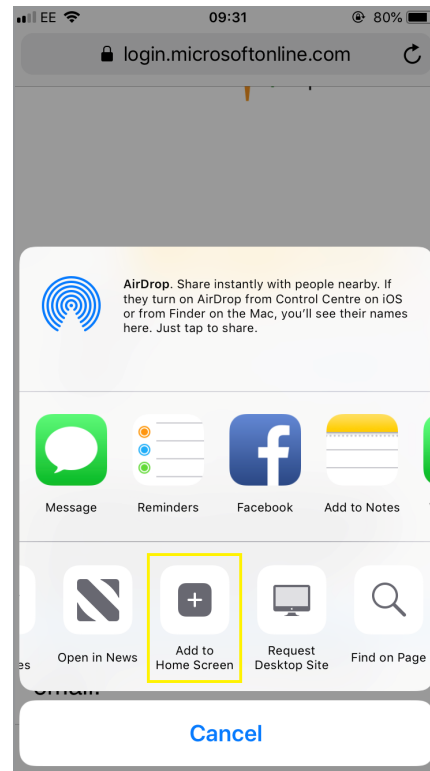 EE 09:31 80%
login.microsoftonline.com
AirDrop. Share instantly with people nearby. If
they turn on AirDrop from Control Centre on iOS
or from Finder on the Mac, you'll see their names
here. Just tap to share.
Message Reminders Facebook Add to Notes
Open in News Add to Home Screen Request Desktop Site Find on Page
Cancel